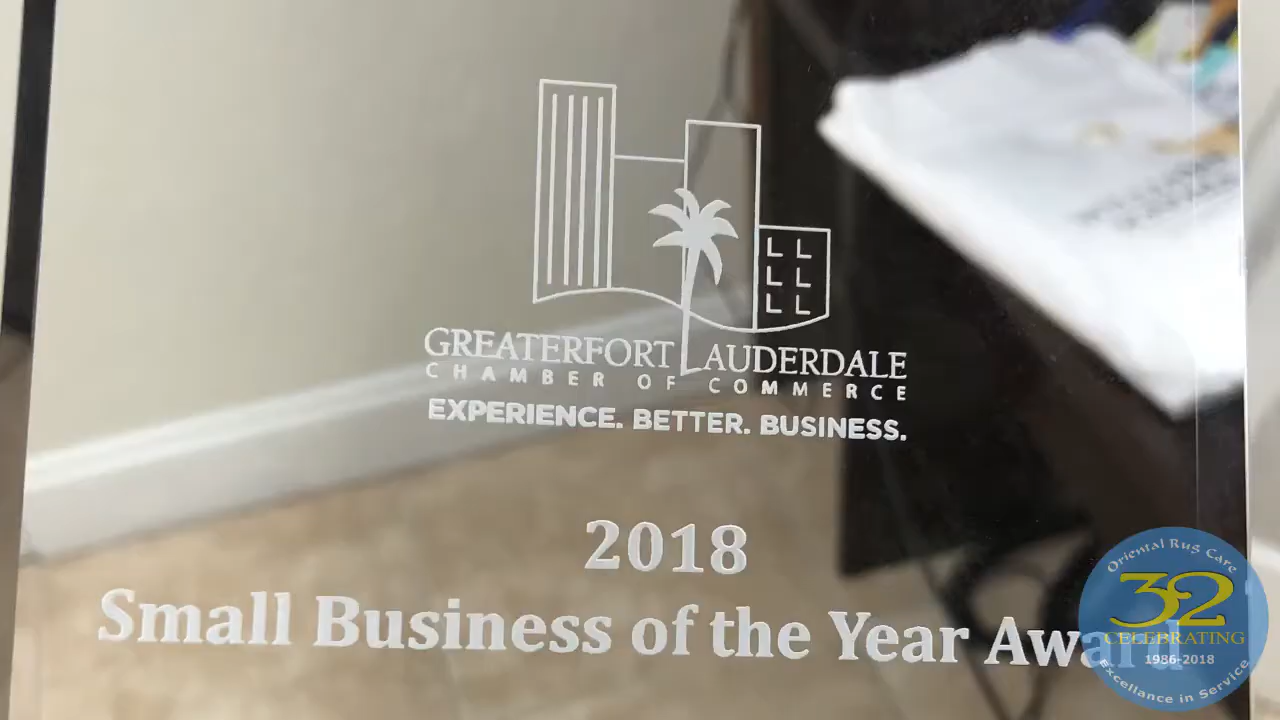 GREATERFORT LAUDERDALE
CHAMBER OF COMMERCE
EXPERIENCE. BETTER. BUSINESS.
2018
Small Business of the Year Award
Oriental Rug Care
32
CELEBRATING
1986-2018
Excellance in Service